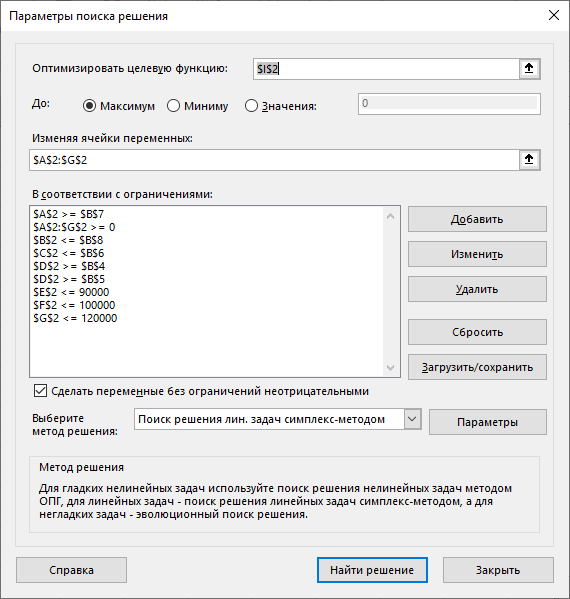 Параметры поиска решения
Оптимизировать целевую функцию: $I$2
До: Максимум Миниму Значения: 0
Изменяя ячейки переменных:
$A$2:$G$2
В соответствии с ограничениями:
$A$2 >= $B$7
$A$2:$G$2 >= 0
$B$2 <= $B$8
$C$2 <= $B$6
$D$2 >= $B$4
$D$2 >= $B$5
$E$2 <= 90000
$F$2 <= 100000
$G$2 <= 120000
Добавить
Изменить
Удалить
Сбросить
Загрузить/сохранить
Сделать переменные без ограничений неотрицательными
Выберите
метод решения:
Поиск решения лин. задач симплекс-методом
Параметры
Метод решения
Для гладких нелинейных задач используйте поиск решения нелинейных задач методом
ОПГ, для линейных задач - поиск решения линейных задач симплекс-методом, а для
негладких задач - эволюционный поиск решения.
Справка Найти решение Закрыть